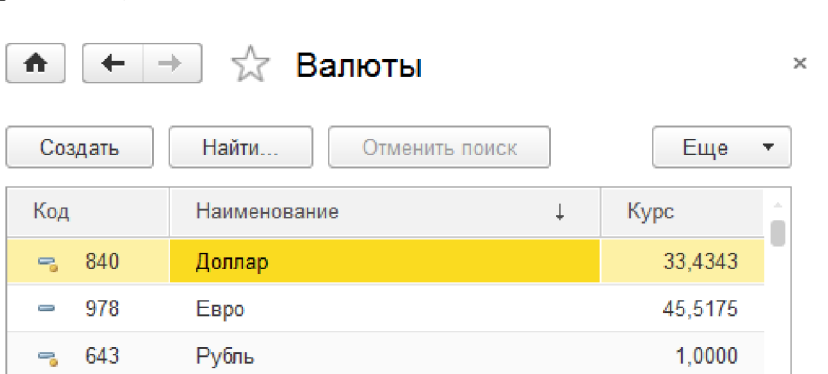 Валюты
Создать Найти... Отменить поиск Еще
Код Наименование Курс
840 Доллар 33,4343
978 Евро 45,5175
643 Рубль 1,0000